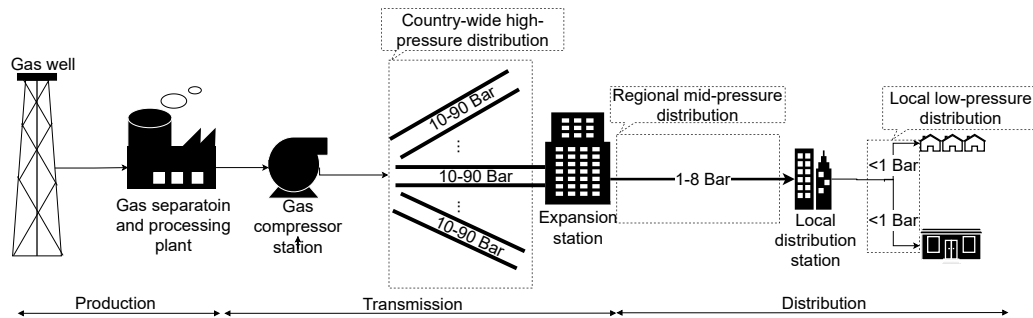 Country-wide high-
pressure distribution
Gas well
10-90 Bar
Regional mid-pressure
distribution
Local low-pressure
distribution
...
10-90 Bar
1-8 Bar
<1 Bar
...
<1 Bar
10-90 Bar
Gas separatoin
and processing
plant
Gas
compressor
station
Expansion
station
Local
distribution
station
Production
Transmission
Distribution